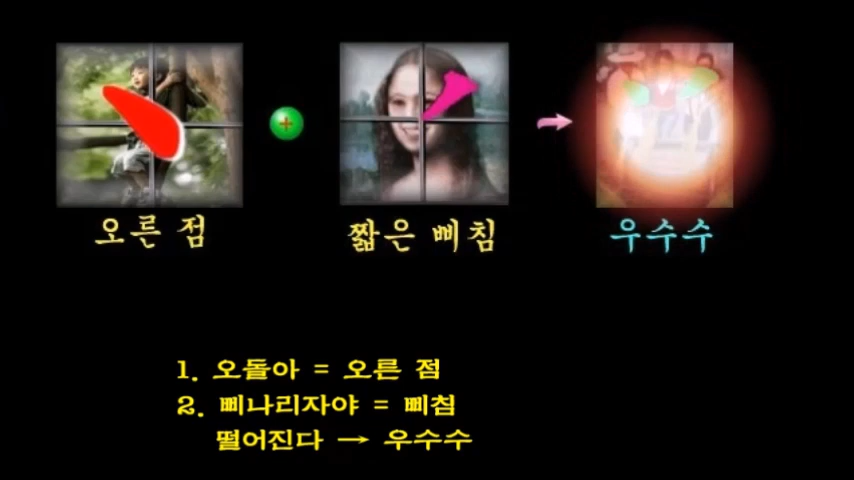 오른 점
짧은 삐침
우수수
1. 오돌아 = 오른 점
2. 삐나리자야 = 삐침
떨어진다 → 우수수